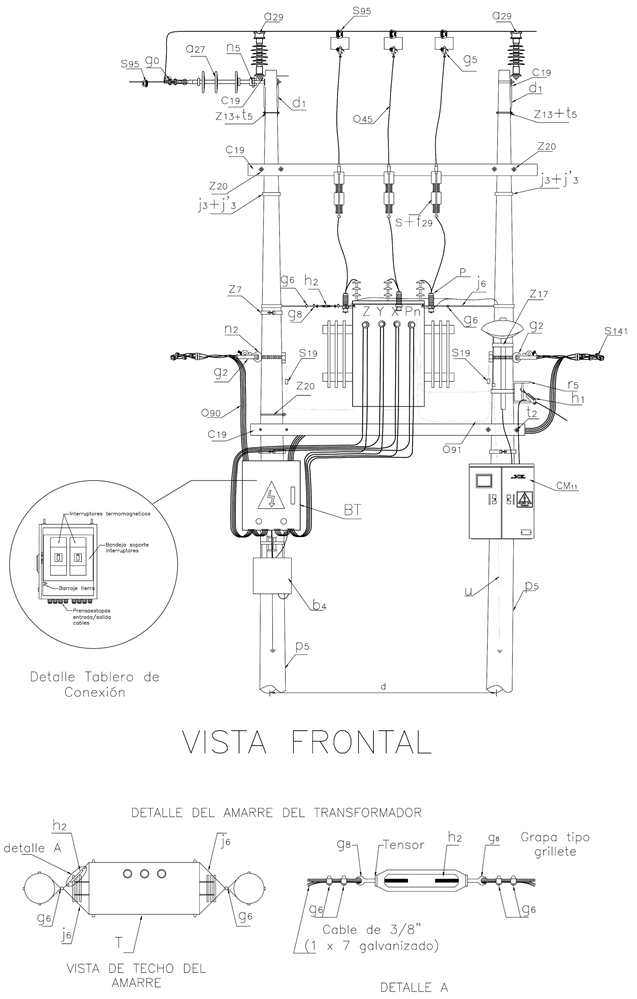 a29
S95
a29
a27
n5
g0
S95
g5
C19
d1
C19
d1
Z13+t5
O45
Z13+t5
C19
Z20
Z20
j3+j'3
j3+j'3
s+f29
g6
h2
P
j6
Z7
g8
Z Y X Pn
g6
Z17
n2
g2
S141
g2
S19
S19
r5
h1
O90
Z20
t2
C19
O91
CM11
BT
Interruptores termomagneticos
Bandeja soporte
interruptores
Barraje tierra
Prensaestopas
entrada/salida
cables
b4
u
p5
p5
Detalle Tablero de
Conexión
d
VISTA FRONTAL
DETALLE DEL AMARRE DEL TRANSFORMADOR
h2
j6
detalle A
g6
g6
j6
T
VISTA DE TECHO DEL
AMARRE
g8
Tensor
h2
g8
Grapa tipo
grillete
g6
g6
Cable de 3/8"
(1 x 7 galvanizado)
DETALLE A